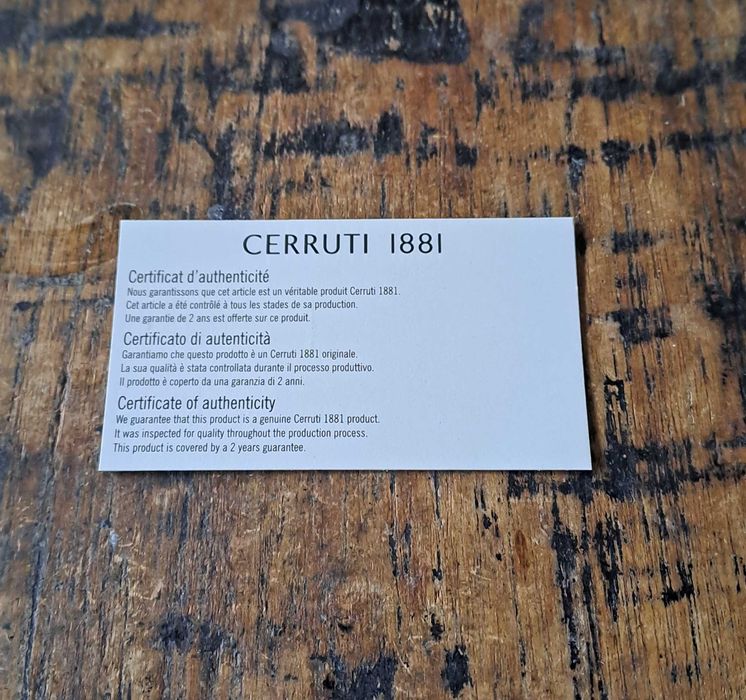 CERRUTI 1881
Certificat d'authenticité
Nous garantissons que cet article est un véritable produit Cerruti 1881.
Cet article a été contrôlé à tous les stades de sa production.
Une garantie de 2 ans est offerte sur ce produit.
Certificato di autenticità
Garantiamo che questo prodotto è un Cerruti 1881 originale.
La sua qualità è stata controllata durante il processo produttivo.
Il prodotto è coperto da una garanzia di 2 anni.
Certificate of authenticity
We guarantee that this product is a genuine Cerruti 1881 product.
It was inspected for quality throughout the production process.
This product is covered by a 2 years guarantee.